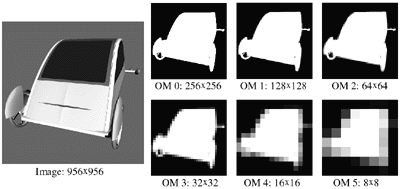 OM 0: 256x256
OM 1: 128x128
OM 2: 64x64
Image: 956x956
OM 3: 32x32
OM 4: 16x16
OM 5: 8x8